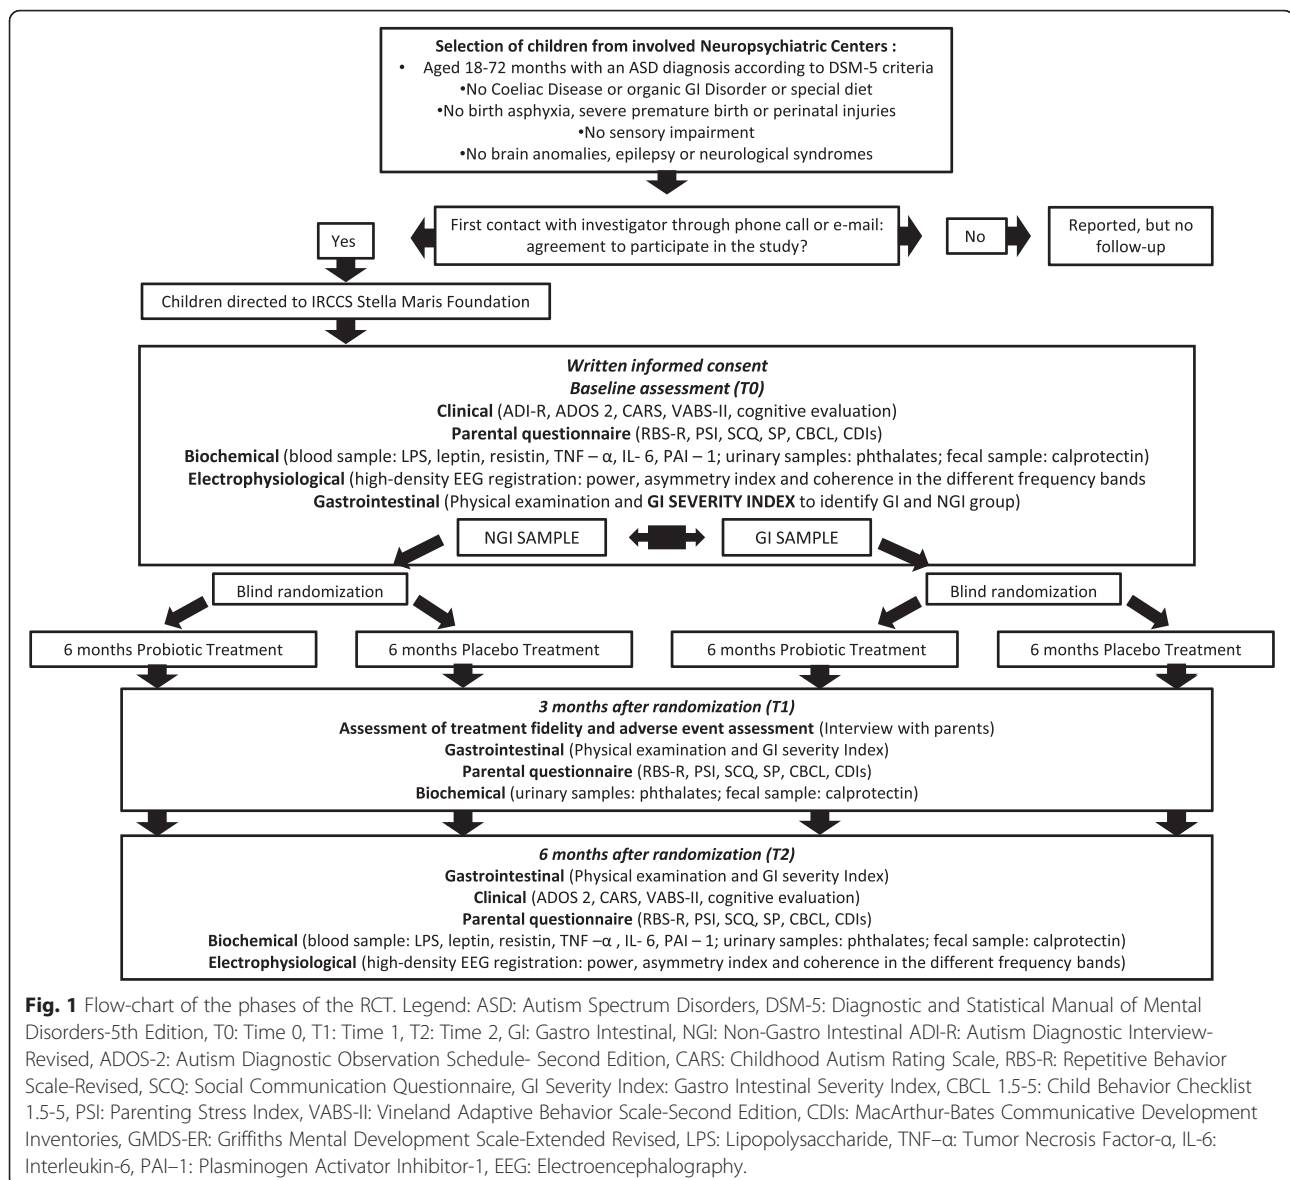 Selection of children from involved Neuropsychiatric Centers :
• Aged 18-72 months with an ASD diagnosis according to DSM-5 criteria
•No Coeliac Disease or organic GI Disorder or special diet
•No birth asphyxia, severe premature birth or perinatal injuries
•No sensory impairment
•No brain anomalies, epilepsy or neurological syndromes
First contact with investigator through phone call or e-mail:
agreement to participate in the study?
Yes
No
Reported, but no
follow-up
Children directed to IRCCS Stella Maris Foundation
Written informed consent
Baseline assessment (T0)
Clinical (ADI-R, ADOS 2, CARS, VABS-II, cognitive evaluation)
Parental questionnaire (RBS-R, PSI, SCQ, SP, CBCL, CDIs)
Biochemical (blood sample: LPS, leptin, resistin, TNF – α, IL- 6, PAI – 1; urinary samples: phthalates; fecal sample: calprotectin)
Electrophysiological (high-density EEG registration: power, asymmetry index and coherence in the different frequency bands
Gastrointestinal (Physical examination and GI SEVERITY INDEX to identify GI and NGI group)
NGI SAMPLE
GI SAMPLE
Blind randomization
Blind randomization
6 months Probiotic Treatment
6 months Placebo Treatment
6 months Probiotic Treatment
6 months Placebo Treatment
3 months after randomization (T1)
Assessment of treatment fidelity and adverse event assessment (Interview with parents)
Gastrointestinal (Physical examination and GI severity Index)
Parental questionnaire (RBS-R, PSI, SCQ, SP, CBCL, CDIs)
Biochemical (urinary samples: phthalates; fecal sample: calprotectin)
6 months after randomization (T2)
Gastrointestinal (Physical examination and GI severity Index)
Clinical (ADOS 2, CARS, VABS-II, cognitive evaluation)
Parental questionnaire (RBS-R, PSI, SCQ, SP, CBCL, CDIs)
Biochemical (blood sample: LPS, leptin, resistin, TNF –α , IL- 6, PAI – 1; urinary samples: phthalates; fecal sample: calprotectin)
Electrophysiological (high-density EEG registration: power, asymmetry index and coherence in the different frequency bands)
Fig. 1 Flow-chart of the phases of the RCT. Legend: ASD: Autism Spectrum Disorders, DSM-5: Diagnostic and Statistical Manual of Mental
Disorders-5th Edition, T0: Time 0, T1: Time 1, T2: Time 2, GI: Gastro Intestinal, NGI: Non-Gastro Intestinal ADI-R: Autism Diagnostic Interview-
Revised, ADOS-2: Autism Diagnostic Observation Schedule- Second Edition, CARS: Childhood Autism Rating Scale, RBS-R: Repetitive Behavior
Scale-Revised, SCQ: Social Communication Questionnaire, GI Severity Index: Gastro Intestinal Severity Index, CBCL 1.5-5: Child Behavior Checklist
1.5-5, PSI: Parenting Stress Index, VABS-II: Vineland Adaptive Behavior Scale-Second Edition, CDIs: MacArthur-Bates Communicative Development
Inventories, GMDS-ER: Griffiths Mental Development Scale-Extended Revised, LPS: Lipopolysaccharide, TNF–α: Tumor Necrosis Factor-α, IL-6:
Interleukin-6, PAI–1: Plasminogen Activator Inhibitor-1, EEG: Electroencephalography.